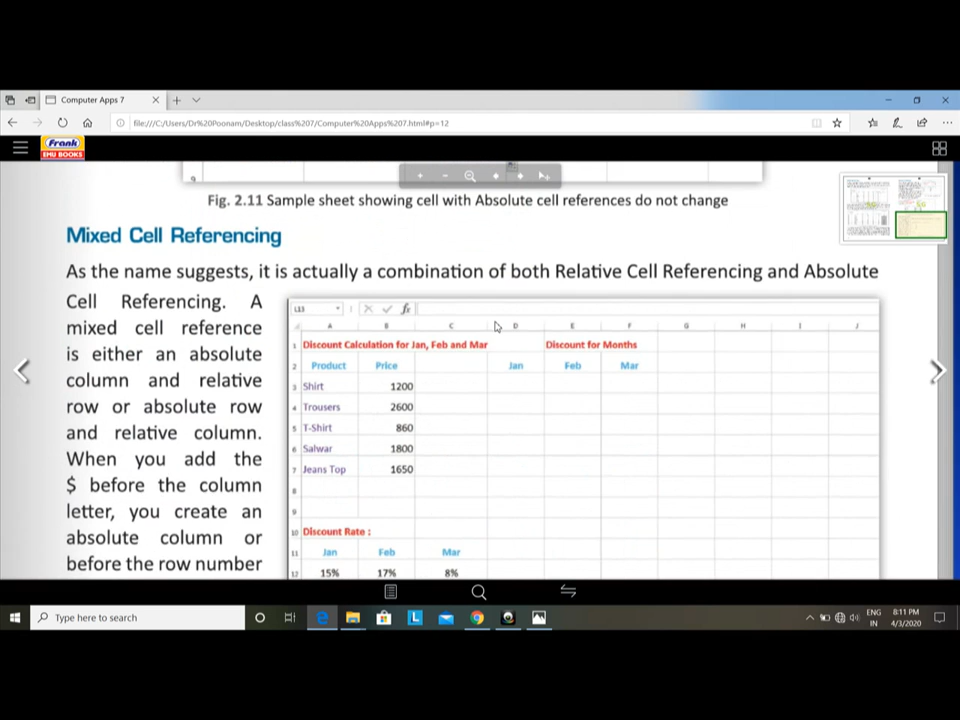 Computer Apps 7
file:///C:/Users/Dr%20Poonam/Desktop/class%207/Computer%20Apps%207.html#p=12
Frank
EMU BOOKS
9
Fig. 2.11 Sample sheet showing cell with Absolute cell references do not change
Mixed Cell Referencing
As the name suggests, it is actually a combination of both Relative Cell Referencing and Absolute
Cell Referencing. A
mixed cell reference
is either an absolute
column and relative
row or absolute row
and relative column.
When you add the
$ before the column
letter, you create an
absolute column or
before the row number
L13 fx
A B C D E F G H I J
1 Discount Calculation for Jan, Feb and Mar Discount for Months
2 Product Price Jan Feb Mar
3 Shirt 1200
4 Trousers 2600
5 T-Shirt 860
6 Salwar 1800
7 Jeans Top 1650
8
9
10 Discount Rate :
11 Jan Feb Mar
12 15% 17% 8%
Type here to search
ENG 8:11 PM
IN 4/3/2020